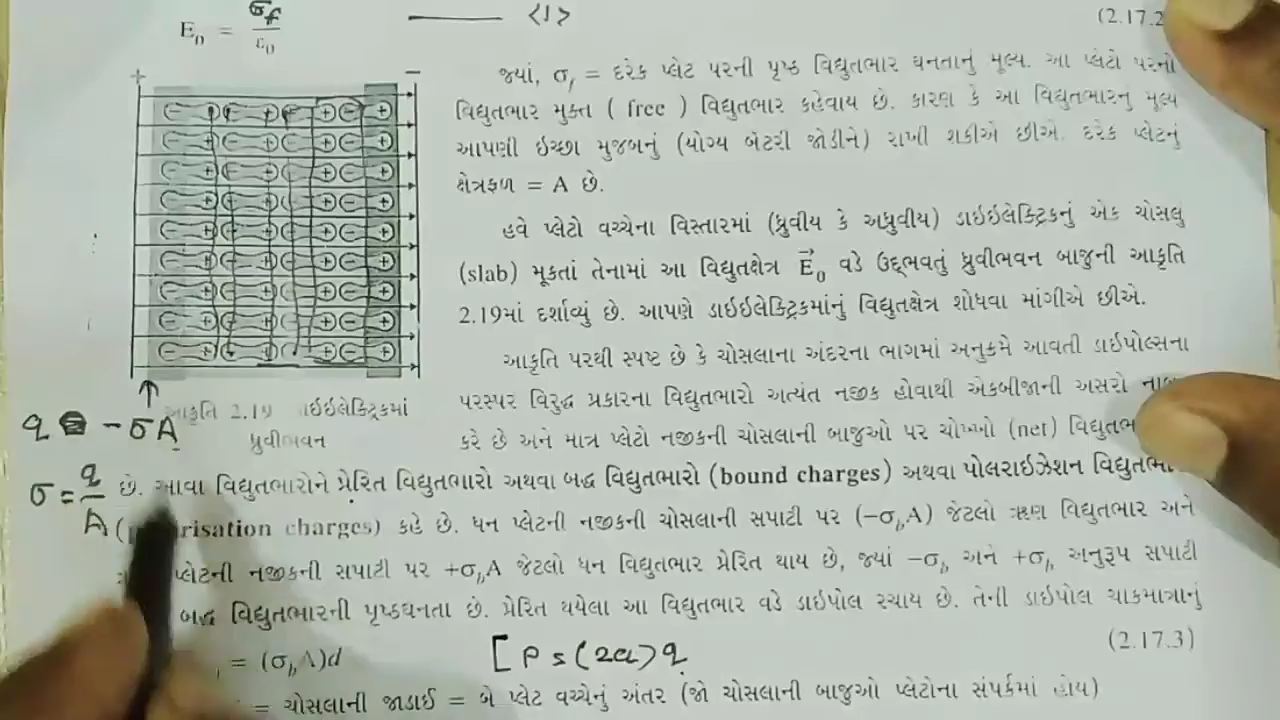 E₀ = σf / ε₀ ——— <1> (2.17.2
જ્યાં, σf = દરેક પ્લેટ પરની પૃષ્ઠ વિદ્યુતભાર ઘનતાનું મૂલ્ય. આ પ્લેટો પરનો
વિદ્યુતભાર મુક્ત ( free ) વિદ્યુતભાર કહેવાય છે. કારણ કે આ વિદ્યુતભારનુ મૂલ્ય
આપણી ઇચ્છા મુજબનું (યોગ્ય બૅટરી જોડીને) રાખી શકીએ છીએ. દરેક પ્લેટનું
ક્ષેત્રફળ = A છે.
હવે પ્લેટો વચ્ચેના વિસ્તારમાં (ધ્રુવીય કે અધ્રુવીય) ડાઇઇલેક્ટ્રિકનું એક ચોસલુ
(slab) મૂકતાં તેનામાં આ વિદ્યુતક્ષેત્ર E⃗₀ વડે ઉદ્ભવતું ધ્રુવીભવન બાજુની આકૃતિ
2.19માં દર્શાવ્યું છે. આપણે ડાઇઇલેક્ટ્રિકમાંનું વિદ્યુતક્ષેત્ર શોધવા માંગીએ છીએ.
આકૃતિ પરથી સ્પષ્ટ છે કે ચોસલાના અંદરના ભાગમાં અનુક્રમે આવતી ડાઇપોલ્સના
પરસ્પર વિરુદ્ધ પ્રકારના વિદ્યુતભારો અત્યંત નજીક હોવાથી એકબીજાની અસરો
કરે છે અને માત્ર પ્લેટો નજીકની ચોસલાની બાજુઓ પર ચોખ્ખો (net)
+ −
આકૃતિ 2.19 ડાઇઇલેક્ટ્રિકમાં
ધ્રુવીભવન
q - σA
σ = q / A
છે. આવા વિદ્યુતભારોને પ્રેરિત વિદ્યુતભારો અથવા બદ્ધ વિદ્યુતભારો (bound charges) અથવા પોલરાઇઝેશન
charges) કહે છે. ધન પ્લેટની નજીકની ચોસલાની સપાટી પર (−σbA) જેટલો ઋણ વિદ્યુતભાર અને
પ્લેટની નજીકની સપાટી પર +σbA જેટલો ધન વિદ્યુતભાર પ્રેરિત થાય છે, જ્યાં −σb અને +σb અનુરૂપ સપાટી
બદ્ધ વિદ્યુતભારની પૃષ્ઠઘનતા છે. પ્રેરિત થયેલા આ વિદ્યુતભાર વડે ડાઇપોલ રચાય છે. તેની ડાઇપોલ ચાકમાત્રાનું
= (σbA)d [ P = (2a) q (2.17.3)
= ચોસલાની જાડાઈ = બે પ્લેટ વચ્ચેનું અંતર (જો ચોસલાની બાજુઓ પ્લેટોના સંપર્કમાં હોય)